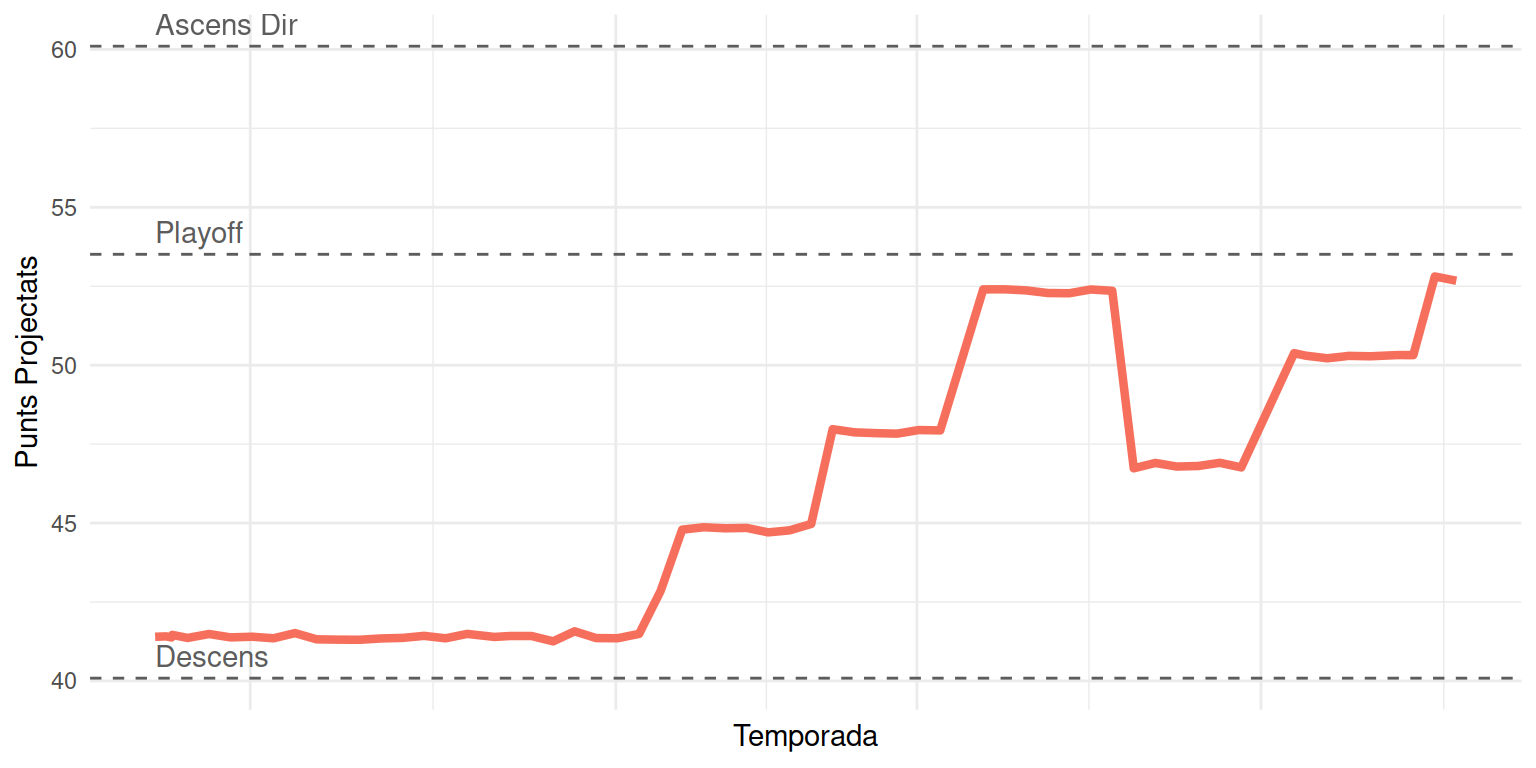 Ascens Dir
60
55
Playoff
Punts Projectats
50
45
Descens
40
Temporada